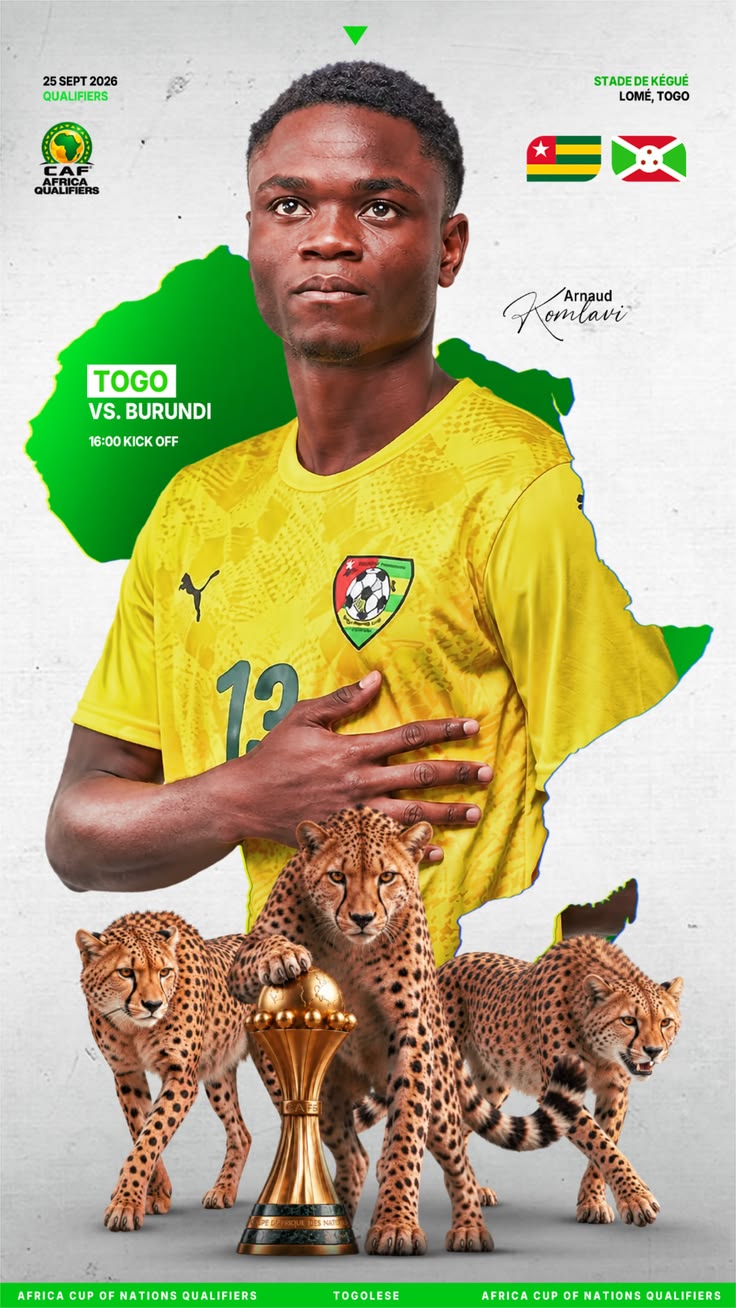 25 SEPT 2026
QUALIFIERS
STADE DE KÉGUÉ
LOMÉ, TOGO
CAF
AFRICA
QUALIFIERS
Arnaud
Komlavi
TOGO
VS. BURUNDI
16:00 KICK OFF
13
CAF
AFRICA CUP OF NATIONS QUALIFIERS
TOGOLESE
AFRICA CUP OF NATIONS QUALIFIERS